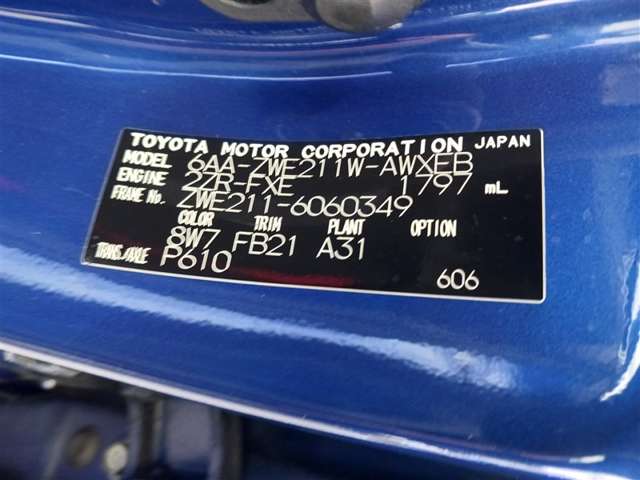 TOYOTA MOTOR CORPORATION JAPAN
MODEL 6AA-ZWE211W-AWXEB
ENGINE 2ZR-FXE 1797 mL
FRAME No. ZWE211-6060349
COLOR TRIM PLANT OPTION
8W7 FB21 A31
TRANS./AXLE P610
606